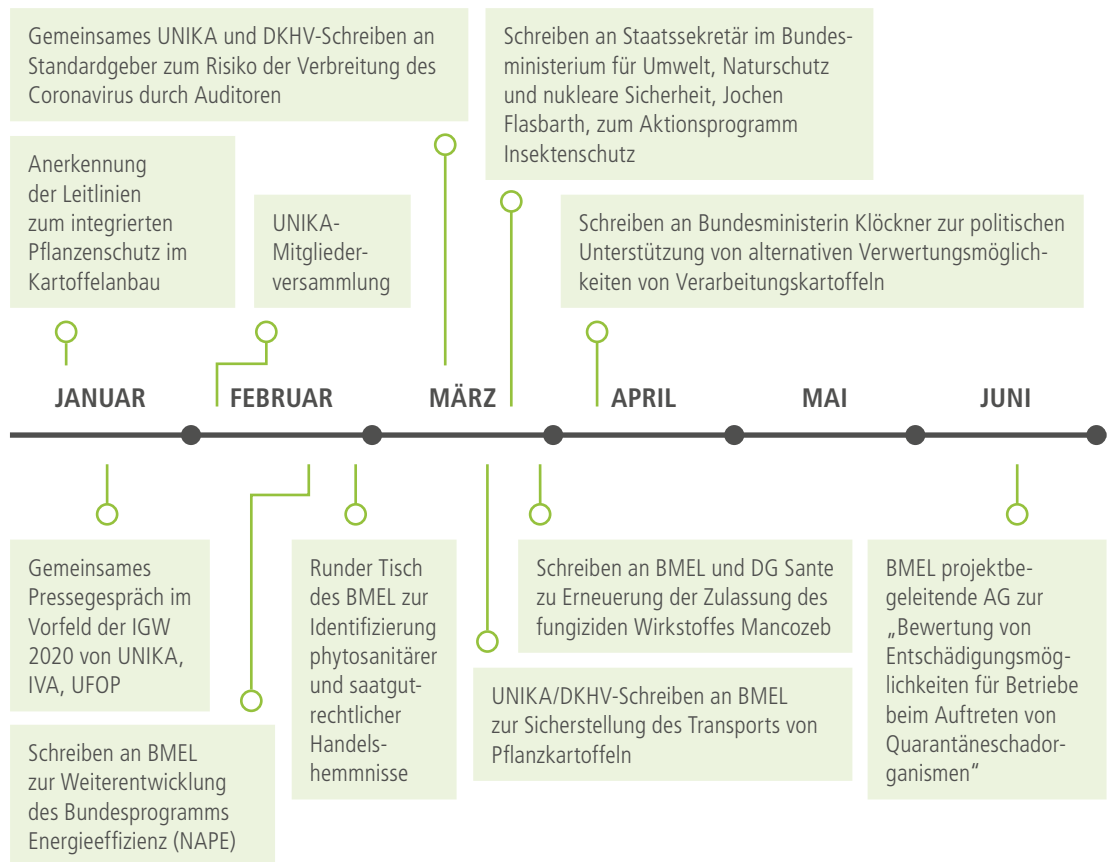 Gemeinsames UNIKA und DKHV-Schreiben an
Standardgeber zum Risiko der Verbreitung des
Coronavirus durch Auditoren
Schreiben an Staatssekretär im Bundes-
ministerium für Umwelt, Naturschutz
und nukleare Sicherheit, Jochen
Flasbarth, zum Aktionsprogramm
Insektenschutz
Anerkennung
der Leitlinien
zum integrierten
Pflanzenschutz im
Kartoffelanbau
UNIKA-
Mitglieder-
versammlung
Schreiben an Bundesministerin Klöckner zur politischen
Unterstützung von alternativen Verwertungsmöglich-
keiten von Verarbeitungskartoffeln
JANUAR FEBRUAR MÄRZ APRIL MAI JUNI
Gemeinsames
Pressegespräch im
Vorfeld der IGW
2020 von UNIKA,
IVA, UFOP
Schreiben an BMEL
zur Weiterentwicklung
des Bundesprogramms
Energieeffizienz (NAPE)
Runder Tisch
des BMEL zur
Identifizierung
phytosanitärer
und saatgut-
rechtlicher
Handels-
hemmnisse
Schreiben an BMEL und DG Sante
zu Erneuerung der Zulassung des
fungiziden Wirkstoffes Mancozeb
UNIKA/DKHV-Schreiben an BMEL
zur Sicherstellung des Transports von
Pflanzkartoffeln
BMEL projektbe-
geleitende AG zur
„Bewertung von
Entschädigungsmög-
lichkeiten für Betriebe
beim Auftreten von
Quarantäneschador-
ganismen“